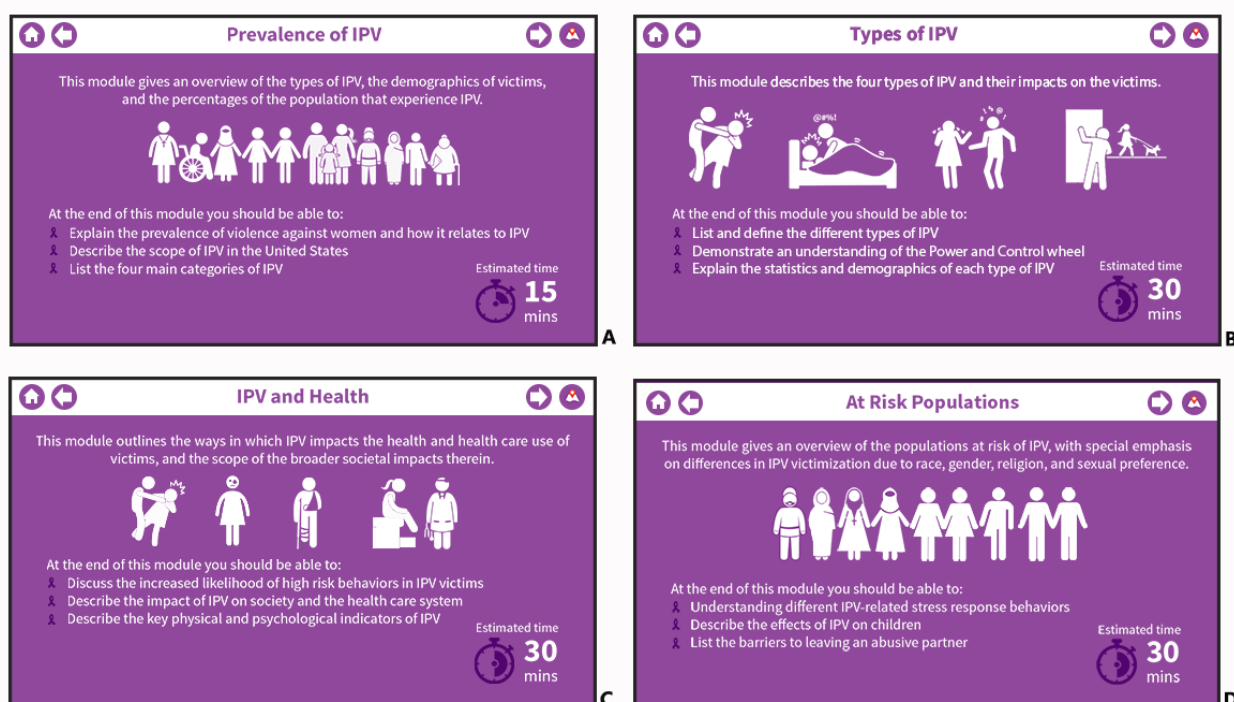 Prevalence of IPV
This module gives an overview of the types of IPV, the demographics of victims,
and the percentages of the population that experience IPV.
At the end of this module you should be able to:
Explain the prevalence of violence against women and how it relates to IPV
Describe the scope of IPV in the United States
List the four main categories of IPV
Estimated time
15
mins
A
Types of IPV
This module describes the four types of IPV and their impacts on the victims.
@#%!
! % @ !
At the end of this module you should be able to:
List and define the different types of IPV
Demonstrate an understanding of the Power and Control wheel
Explain the statistics and demographics of each type of IPV
Estimated time
30
mins
B
IPV and Health
This module outlines the ways in which IPV impacts the health and health care use of
victims, and the scope of the broader societal impacts therein.
At the end of this module you should be able to:
Discuss the increased likelihood of high risk behaviors in IPV victims
Describe the impact of IPV on society and the health care system
Describe the key physical and psychological indicators of IPV
Estimated time
30
mins
C
At Risk Populations
This module gives an overview of the populations at risk of IPV, with special emphasis
on differences in IPV victimization due to race, gender, religion, and sexual preference.
At the end of this module you should be able to:
Understanding different IPV-related stress response behaviors
Describe the effects of IPV on children
List the barriers to leaving an abusive partner
Estimated time
30
mins
D